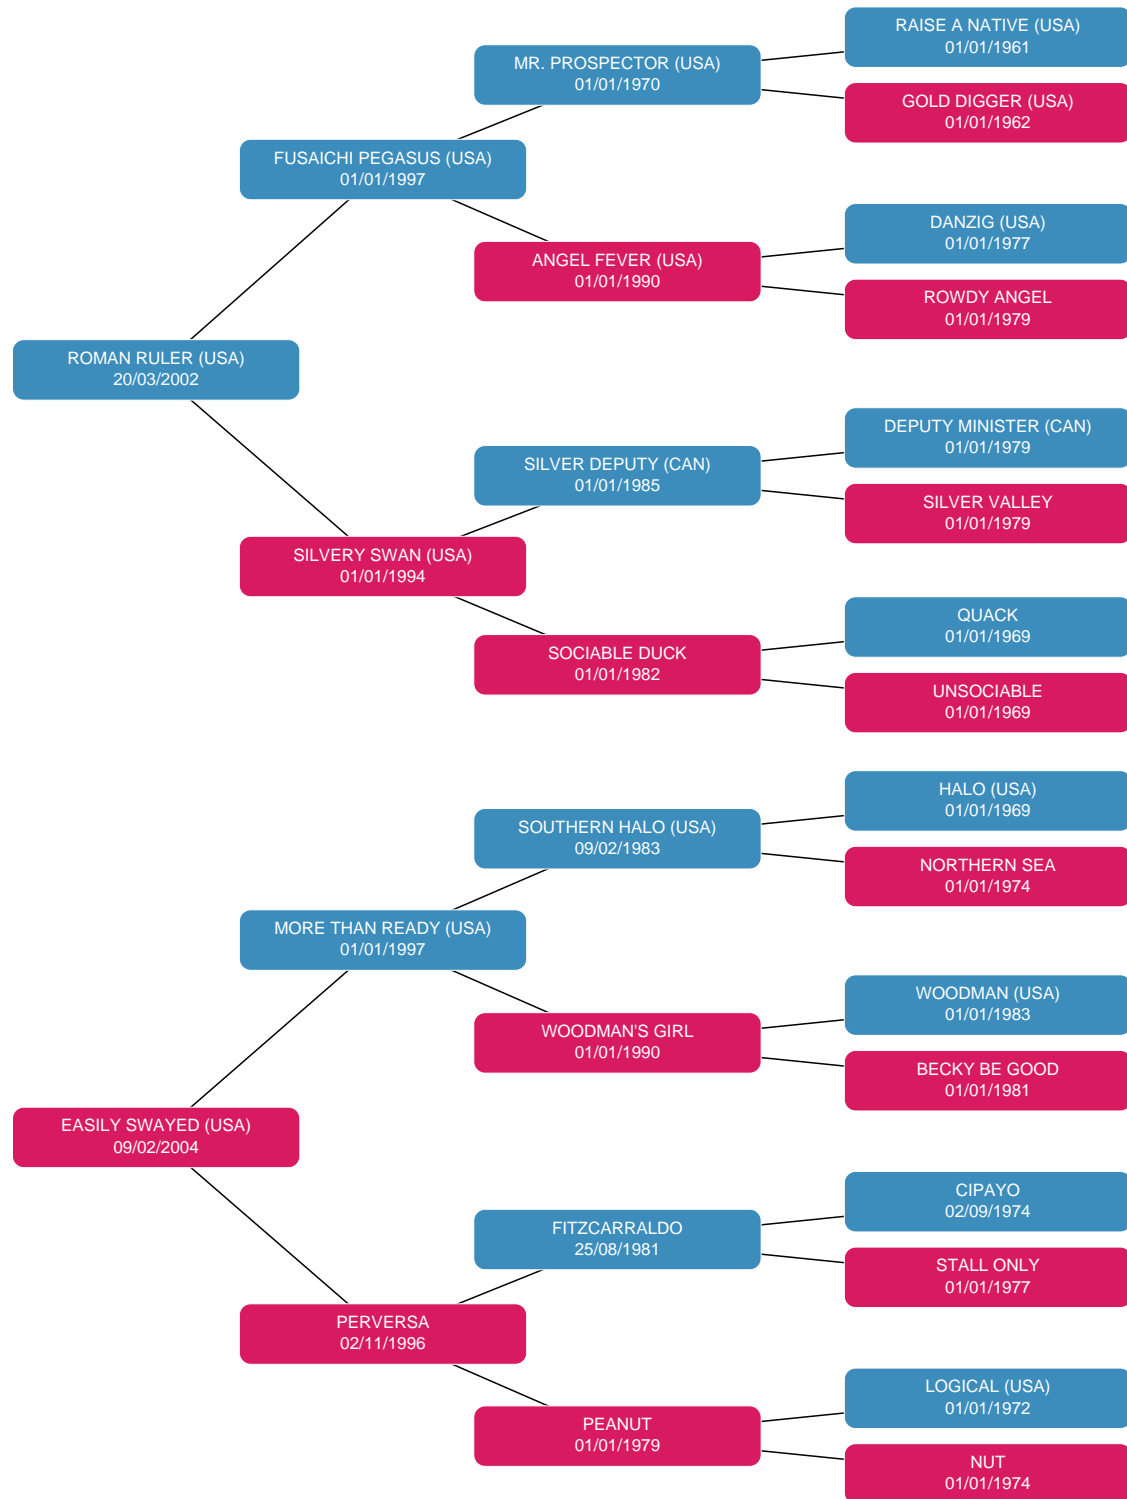 RAISE A NATIVE (USA)
01/01/1961
MR. PROSPECTOR (USA)
01/01/1970
GOLD DIGGER (USA)
01/01/1962
FUSAICHI PEGASUS (USA)
01/01/1997
DANZIG (USA)
01/01/1977
ANGEL FEVER (USA)
01/01/1990
ROWDY ANGEL
01/01/1979
ROMAN RULER (USA)
20/03/2002
DEPUTY MINISTER (CAN)
01/01/1979
SILVER DEPUTY (CAN)
01/01/1985
SILVER VALLEY
01/01/1979
SILVERY SWAN (USA)
01/01/1994
QUACK
01/01/1969
SOCIABLE DUCK
01/01/1982
UNSOCIABLE
01/01/1969
HALO (USA)
01/01/1969
SOUTHERN HALO (USA)
09/02/1983
NORTHERN SEA
01/01/1974
MORE THAN READY (USA)
01/01/1997
WOODMAN (USA)
01/01/1983
WOODMAN'S GIRL
01/01/1990
BECKY BE GOOD
01/01/1981
EASILY SWAYED (USA)
09/02/2004
CIPAYO
02/09/1974
FITZCARRALDO
25/08/1981
STALL ONLY
01/01/1977
PERVERSA
02/11/1996
LOGICAL (USA)
01/01/1972
PEANUT
01/01/1979
NUT
01/01/1974